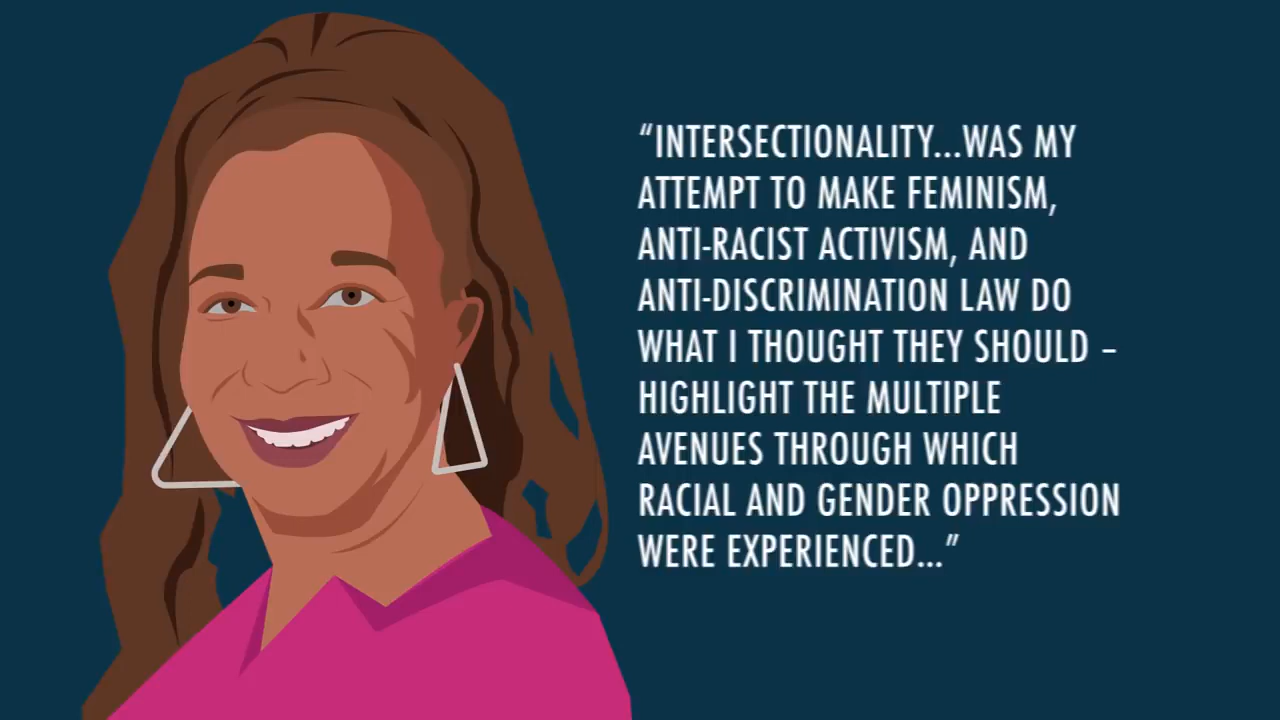 “INTERSECTIONALITY...WAS MY
ATTEMPT TO MAKE FEMINISM,
ANTI-RACIST ACTIVISM, AND
ANTI-DISCRIMINATION LAW DO
WHAT I THOUGHT THEY SHOULD –
HIGHLIGHT THE MULTIPLE
AVENUES THROUGH WHICH
RACIAL AND GENDER OPPRESSION
WERE EXPERIENCED...”